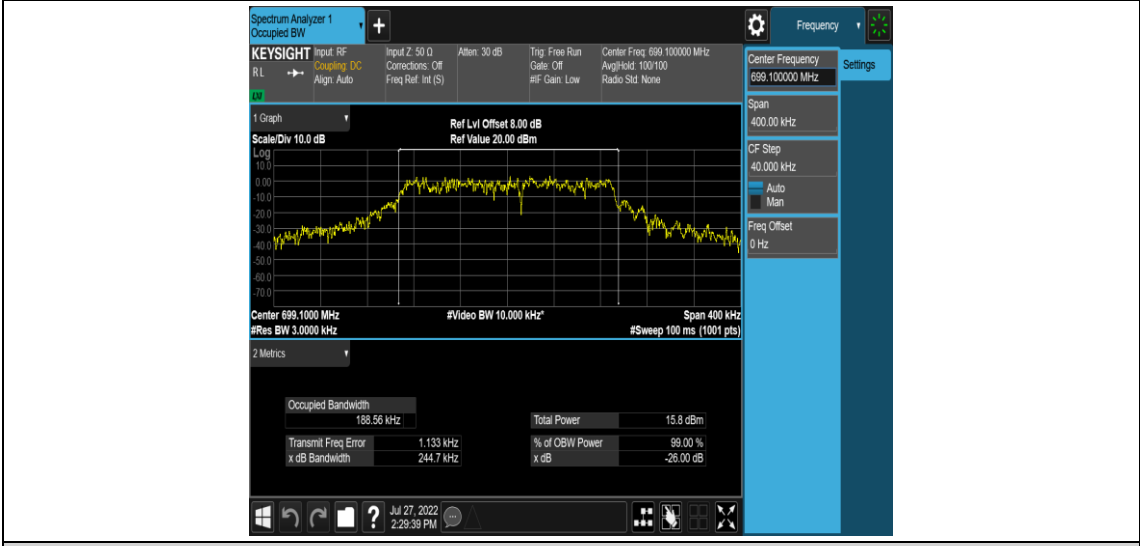 Spectrum Analyzer 1
Occupied BW
Frequency
KEYSIGHT
Input: RF
Coupling: DC
Align: Auto
RL
Input Z: 50 Ω
Corrections: Off
Freq Ref: Int (S)
Atten: 30 dB
Trig: Free Run
Gate: Off
#IF Gain: Low
Center Freq: 699.100000 MHz
Avg|Hold: 100/100
Radio Std: None
Center Frequency
699.100000 MHz
Settings
Span
400.00 kHz
CF Step
40.000 kHz
Auto
Man
Freq Offset
0 Hz
1 Graph
Scale/Div 10.0 dB
Ref Lvl Offset 8.00 dB
Ref Value 20.00 dBm
Log
10.0
0.00
-10.0
-20.0
-30.0
-40.0
-50.0
-60.0
-70.0
Center 699.1000 MHz
#Res BW 3.0000 kHz
#Video BW 10.000 kHz*
Span 400 kHz
#Sweep 100 ms (1001 pts)
2 Metrics
Occupied Bandwidth
188.56 kHz
Total Power 15.8 dBm
Transmit Freq Error 1.133 kHz
% of OBW Power 99.00 %
x dB Bandwidth 244.7 kHz
x dB -26.00 dB
?
Jul 27, 2022
2:29:39 PM